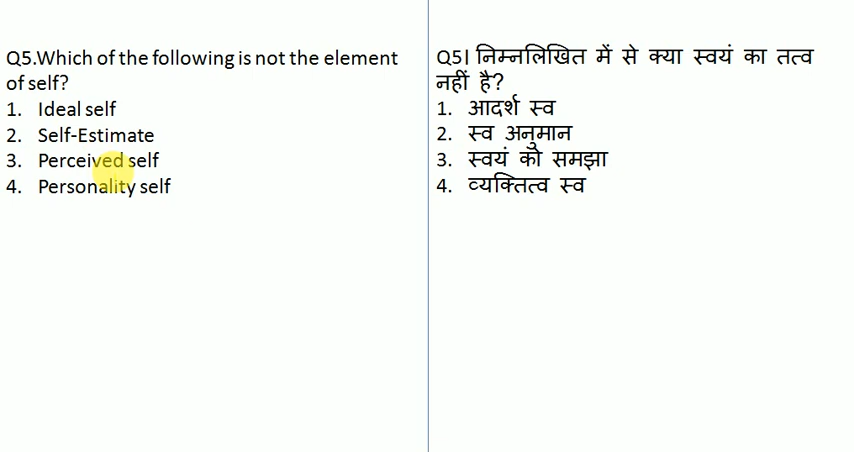 Q5.Which of the following is not the element
of self?
1. Ideal self
2. Self-Estimate
3. Perceived self
4. Personality self
Q5। निम्नलिखित में से क्या स्वयं का तत्व
नहीं है?
1. आदर्श स्व
2. स्व अनुमान
3. स्वयं को समझा
4. व्यक्तित्व स्व